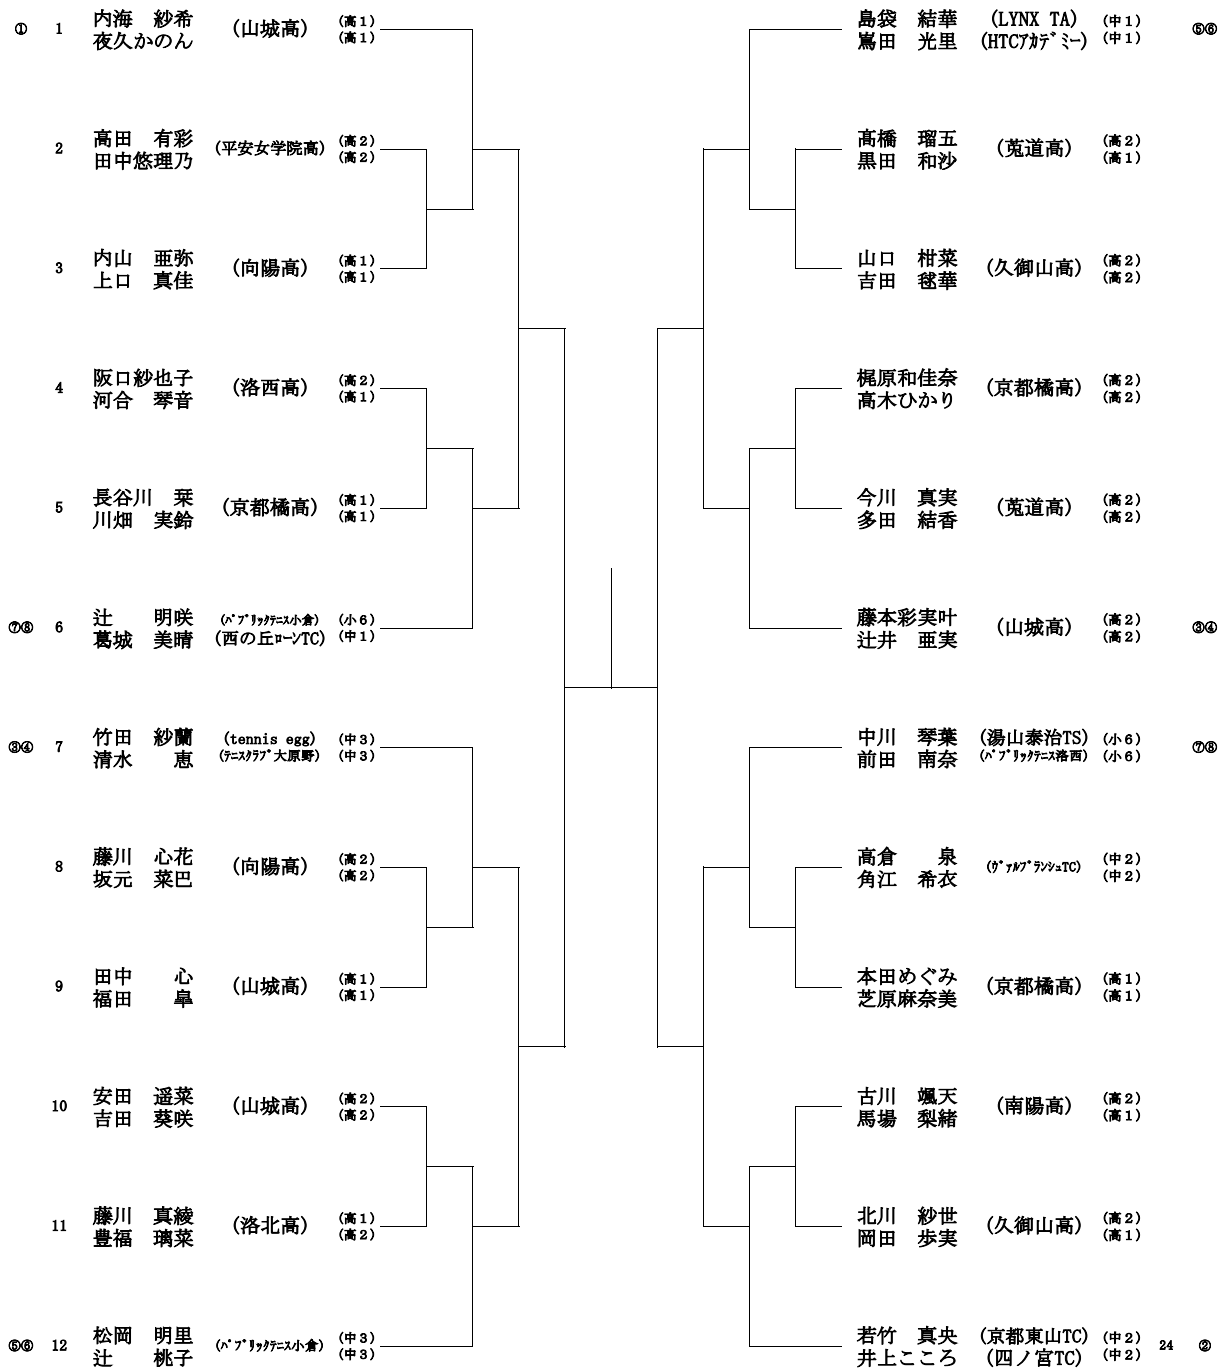 ① 1 内海　紗希 (山城高) (高1)
夜久かのん (高1)
2 高田　有彩 (平安女学院高) (高2)
田中悠理乃 (高2)
3 内山　亜弥 (向陽高) (高1)
上口　真佳 (高1)
4 阪口紗也子 (洛西高) (高2)
河合　琴音 (高1)
5 長谷川　栞 (京都橘高) (高1)
川畑　実鈴 (高1)
⑦⑧ 6 辻　　明咲 (ﾊﾟﾌﾞﾘｯｸﾃﾆｽ小倉) (小6)
葛城　美晴 (西の丘ﾛｰﾝTC) (中1)
③④ 7 竹田　紗蘭 (tennis egg) (中3)
清水　　恵 (ﾃﾆｽｸﾗﾌﾞ大原野) (中3)
8 藤川　心花 (向陽高) (高2)
坂元　菜巴 (高2)
9 田中　　心 (山城高) (高1)
福田　　皐 (高1)
10 安田　遥菜 (山城高) (高2)
吉田　葵咲 (高2)
11 藤川　真綾 (洛北高) (高1)
豊福　璃菜 (高2)
⑤⑥ 12 松岡　明里 (ﾊﾟﾌﾞﾘｯｸﾃﾆｽ小倉) (中3)
辻　　桃子 (中3)
島袋　結華 (LYNX TA) (中1) ⑤⑥
嶌田　光里 (HTCｱｶﾃﾞﾐｰ) (中1)
髙橋　瑠五 (莵道高) (高2)
黒田　和沙 (高1)
山口　柑菜 (久御山高) (高2)
吉田　毬華 (高2)
梶原和佳奈 (京都橘高) (高2)
高木ひかり (高2)
今川　真実 (莵道高) (高2)
多田　結香 (高2)
藤本彩実叶 (山城高) (高2) ③④
辻井　亜実 (高2)
中川　琴葉 (湯山泰治TS) (小6) ⑦⑧
前田　南奈 (ﾊﾟﾌﾞﾘｯｸﾃﾆｽ洛西) (小6)
高倉　　泉 (ｳﾞｧﾙﾌﾞﾗﾝｼｭTC) (中2)
角江　希衣 (中2)
本田めぐみ (京都橘高) (高1)
芝原麻奈美 (高1)
古川　颯天 (南陽高) (高2)
馬場　梨緒 (高1)
北川　紗世 (久御山高) (高2)
岡田　歩実 (高1)
若竹　真央 (京都東山TC) (中2) 24 ②
井上こころ (四ノ宮TC) (中2)